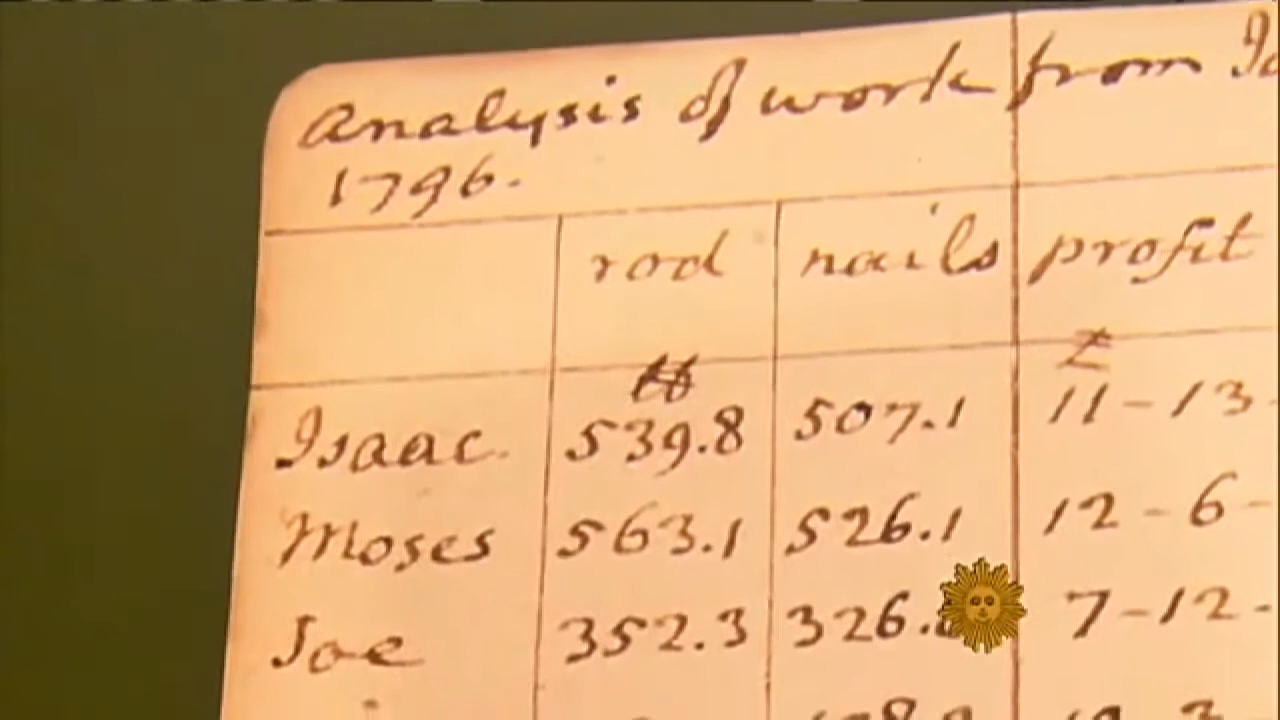 Analysis of work from
1796.
rod nails profit
lb £
Isaac. 539.8 507.1 11-13-
Moses 563.1 526.1 12-6-
Joe 352.3 326. 7-12-